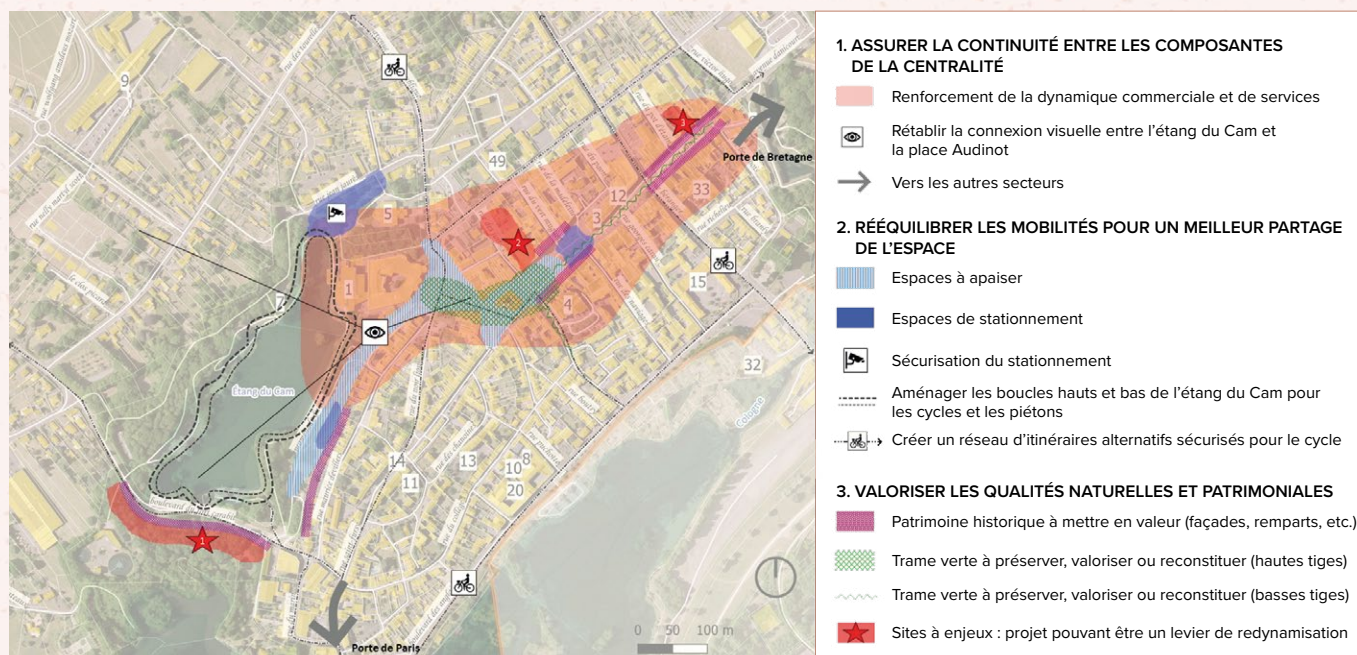 9
49
5
3
12
33
3
2
1
7
4
15
32
Porte de Bretagne
Étang du Cam
Cologne
14
13
8
10
11
20
1
0 50 100 m
Porte de Paris
1. ASSURER LA CONTINUITÉ ENTRE LES COMPOSANTES
DE LA CENTRALITÉ
Renforcement de la dynamique commerciale et de services
Rétablir la connexion visuelle entre l'étang du Cam et
la place Audinot
Vers les autres secteurs
2. RÉÉQUILIBRER LES MOBILITÉS POUR UN MEILLEUR PARTAGE
DE L'ESPACE
Espaces à apaiser
Espaces de stationnement
Sécurisation du stationnement
Aménager les boucles hauts et bas de l'étang du Cam pour
les cycles et les piétons
Créer un réseau d'itinéraires alternatifs sécurisés pour le cycle
3. VALORISER LES QUALITÉS NATURELLES ET PATRIMONIALES
Patrimoine historique à mettre en valeur (façades, remparts, etc.)
Trame verte à préserver, valoriser ou reconstituer (hautes tiges)
Trame verte à préserver, valoriser ou reconstituer (basses tiges)
Sites à enjeux : projet pouvant être un levier de redynamisation